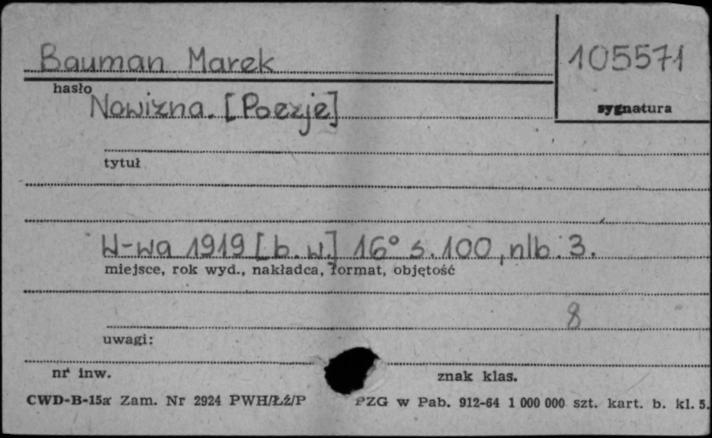 Bauman Marek
105571
hasło
sygnatura
Nowizna. [Poezje]
tytuł
W-wa 1919 [b. w.] 16° s. 100, nlb. 3.
miejsce, rok wyd., nakładca, format, objętość
8
uwagi:
nr inw.
znak klas.
CWD-B-15a Zam. Nr 2924 PWH/Łź/P
PZG w Pab. 912-64 1 000 000 szt. kart. b. kl. 5.